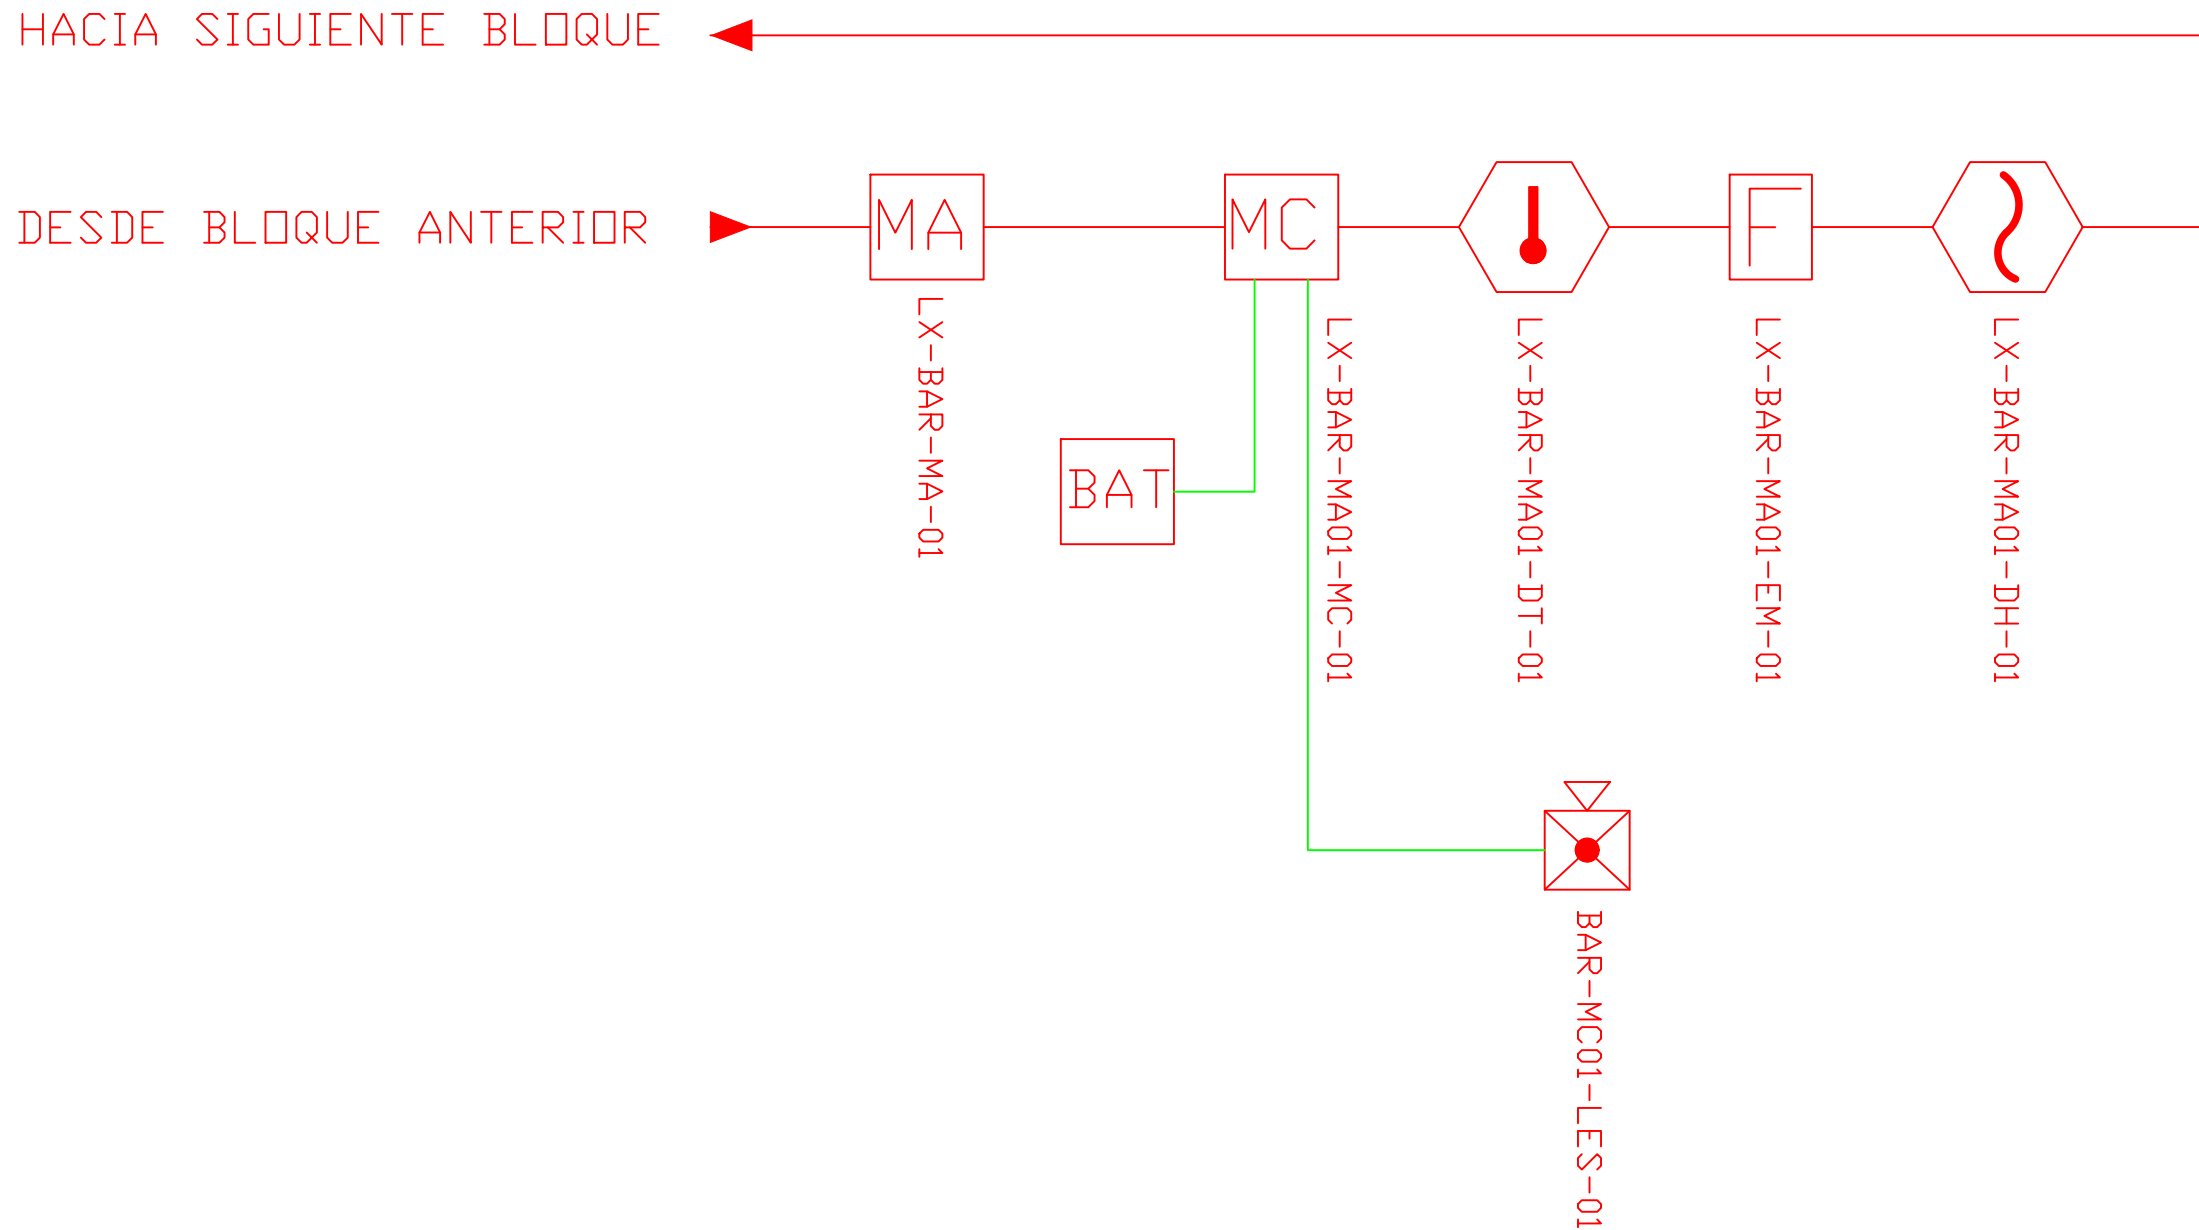 HACIA SIGUIENTE BLOQUE
DESDE BLOQUE ANTERIOR
MA
MC
F
LX-BAR-MA-01
LX-BAR-MA01-MC-01
LX-BAR-MA01-DT-01
LX-BAR-MA01-EM-01
LX-BAR-MA01-DH-01
BAT
BAR-MC01-LES-01